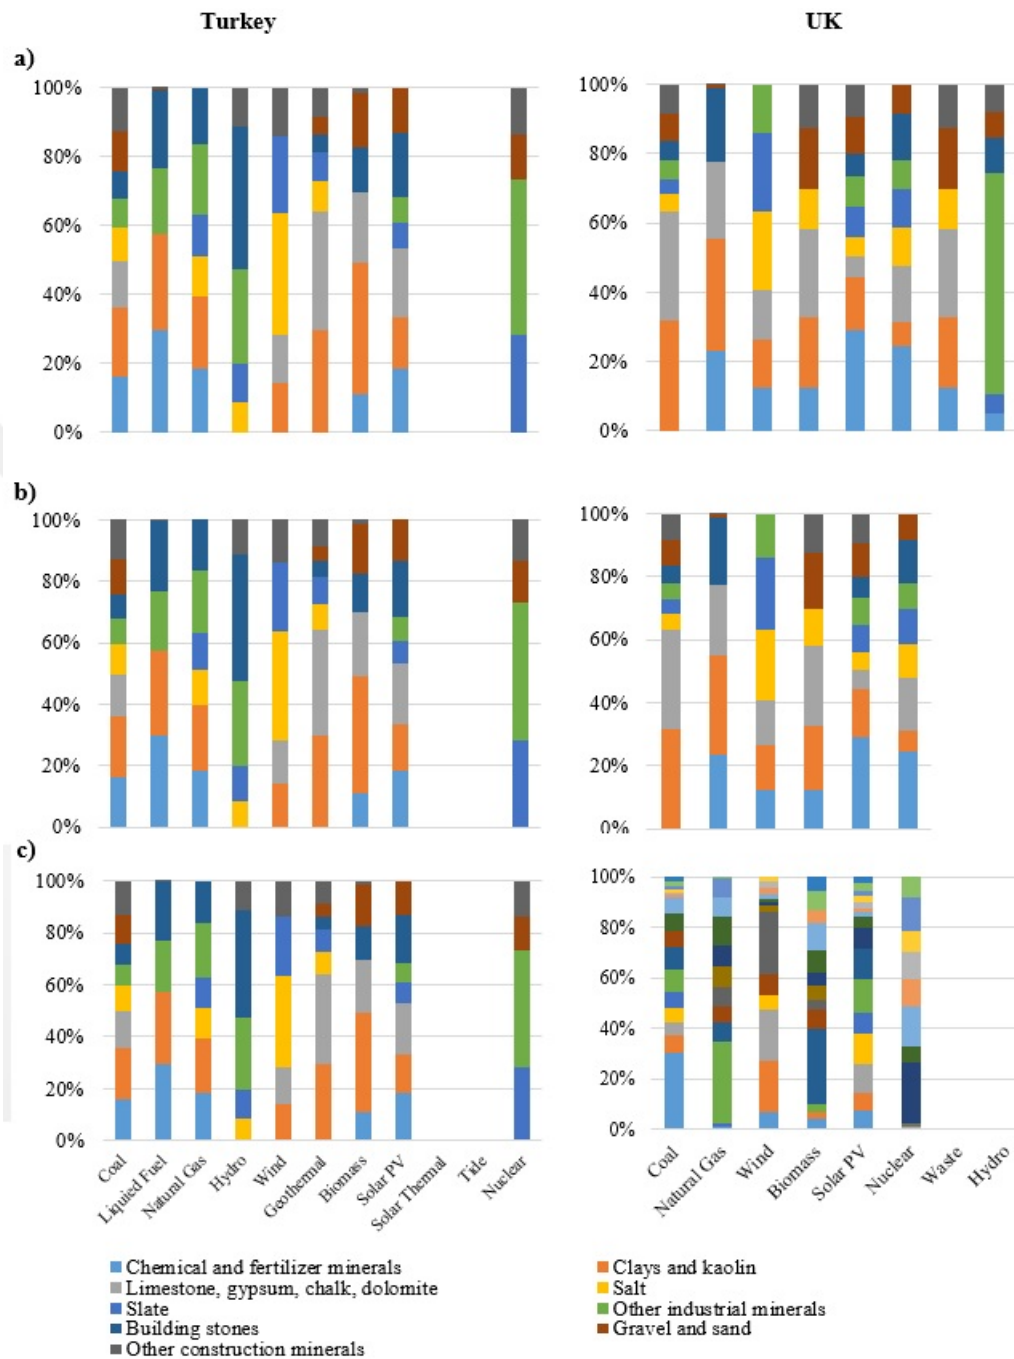 Turkey
UK
a)
100%
80%
60%
40%
20%
0%
100%
80%
60%
40%
20%
0%
b)
100%
80%
60%
40%
20%
0%
100%
80%
60%
40%
20%
0%
c)
100%
80%
60%
40%
20%
0%
Coal
Liquied Fuel
Natural Gas
Hydro
Wind
Geothermal
Biomass
Solar PV
Solar Thermal
Tide
Nuclear
100%
80%
60%
40%
20%
0%
Coal
Natural Gas
Wind
Biomass
Solar PV
Nuclear
Waste
Hydro
Chemical and fertilizer minerals
Clays and kaolin
Limestone, gypsum, chalk, dolomite
Salt
Slate
Other industrial minerals
Building stones
Gravel and sand
Other construction minerals